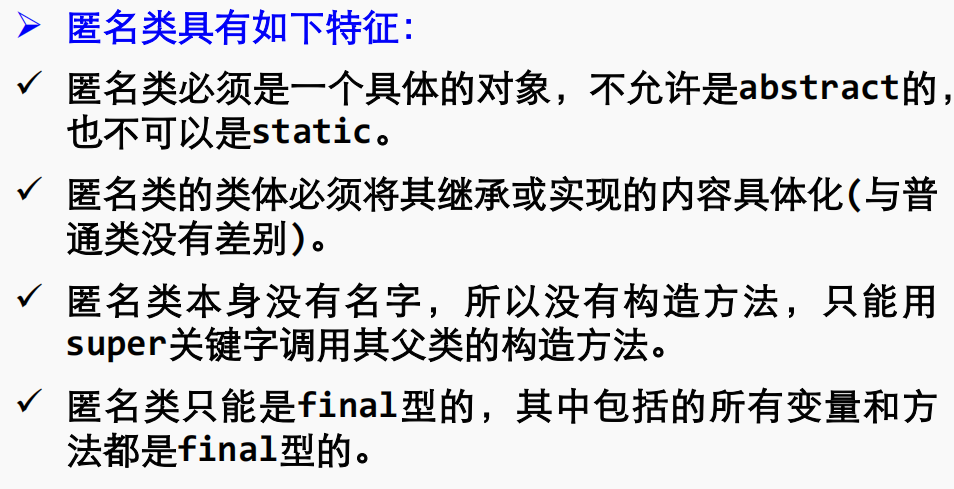 ➢ 匿名类具有如下特征:
✓ 匿名类必须是一个具体的对象，不允许是abstract的，
也不可以是static。
✓ 匿名类的类体必须将其继承或实现的内容具体化(与普
通类没有差别)。
✓ 匿名类本身没有名字，所以没有构造方法，只能用
super关键字调用其父类的构造方法。
✓ 匿名类只能是final型的，其中包括的所有变量和方
法都是final型的。